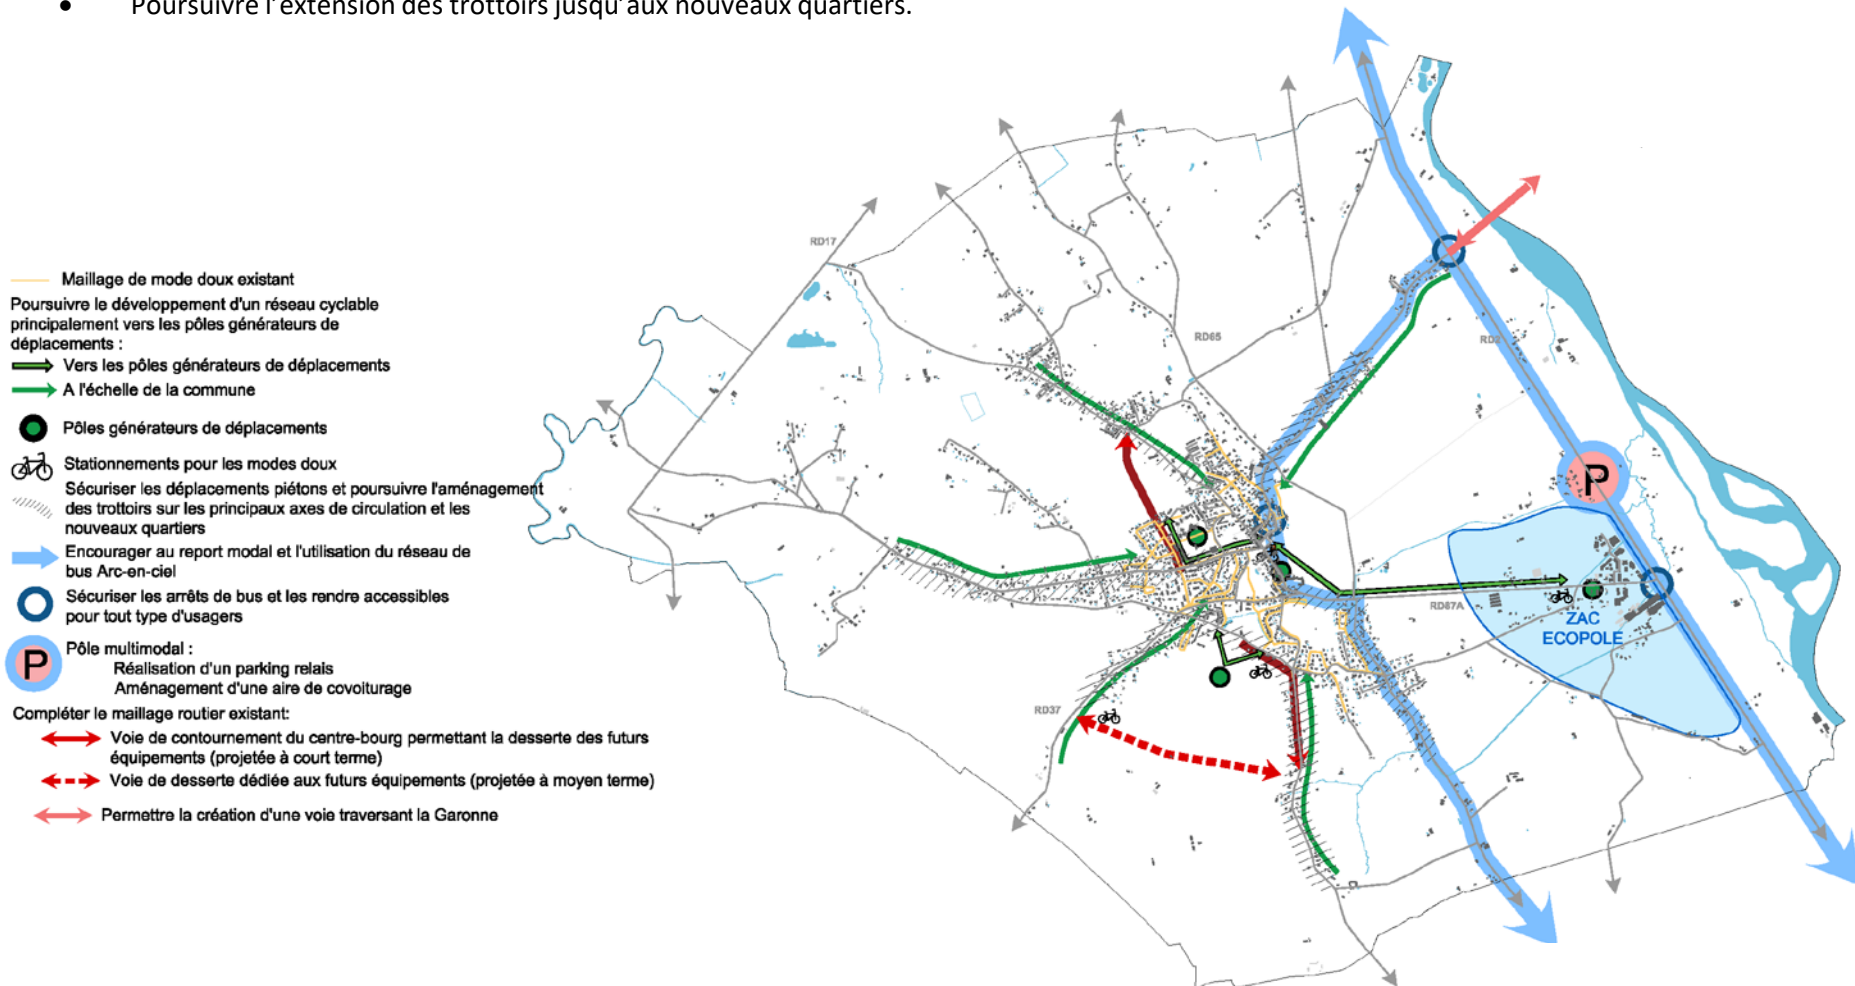 • Poursuivre l'extension des trottoirs jusqu'aux nouveaux quartiers.
Maillage de mode doux existant
Poursuivre le développement d'un réseau cyclable
principalement vers les pôles générateurs de
déplacements :
Vers les pôles générateurs de déplacements
A l'échelle de la commune
Pôles générateurs de déplacements
Stationnements pour les modes doux
Sécuriser les déplacements piétons et poursuivre l'aménagement
des trottoirs sur les principaux axes de circulation et les
nouveaux quartiers
Encourager au report modal et l'utilisation du réseau de
bus Arc-en-ciel
Sécuriser les arrêts de bus et les rendre accessibles
pour tout type d'usagers
P
Pôle multimodal :
Réalisation d'un parking relais
Aménagement d'une aire de covoiturage
Compléter le maillage routier existant:
Voie de contournement du centre-bourg permettant la desserte des futurs
équipements (projetée à court terme)
Voie de desserte dédiée aux futurs équipements (projetée à moyen terme)
Permettre la création d'une voie traversant la Garonne
RD17
RD65
P
RD87A
ZAC
ECOPOLE
RD37